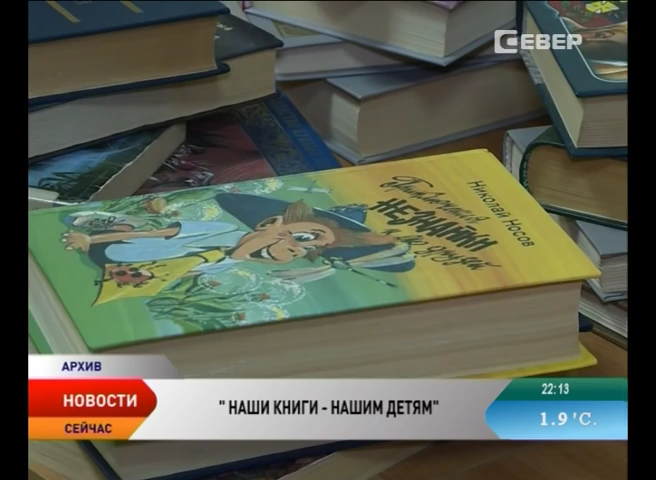 СЕВЕР
Николай Носов
Приключения
НЕЗНАЙКИ
и его друзей
АРХИВ
НОВОСТИ
СЕЙЧАС
" НАШИ КНИГИ - НАШИМ ДЕТЯМ"
22:13
1.9 'C.